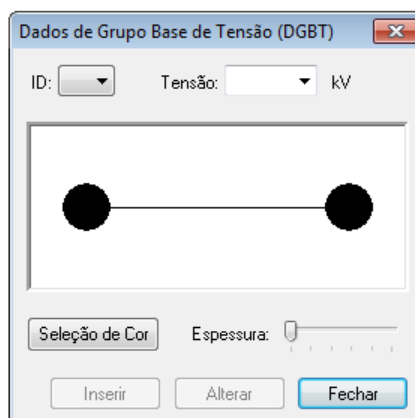 Dados de Grupo Base de Tensão (DGBT)
ID: Tensão: kV
Seleção de Cor Espessura:
Inserir Alterar Fechar